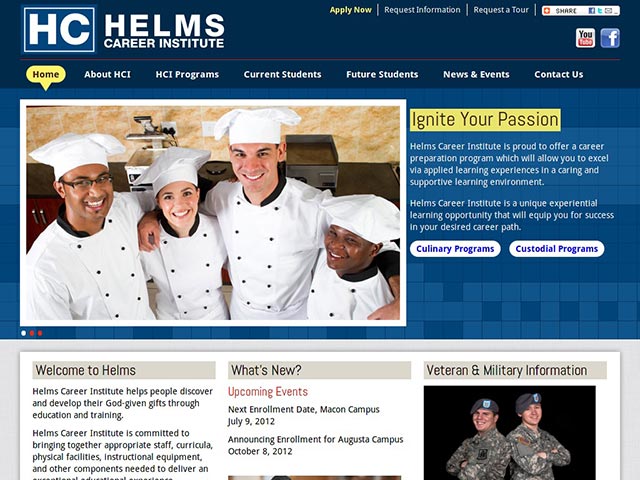 Apply Now
Request Information
Request a Tour
SHARE
HC HELMS
CAREER INSTITUTE
You
Tube
f
Home
About HCI
HCI Programs
Current Students
Future Students
News & Events
Contact Us
Ignite Your Passion
Helms Career Institute is proud to offer a career
preparation program which will allow you to excel
via applied learning experiences in a caring and
supportive learning environment.
Helms Career Institute is a unique experiential
learning opportunity that will equip you for success
in your desired career path.
Culinary Programs
Custodial Programs
Welcome to Helms
Helms Career Institute helps people discover
and develop their God-given gifts through
education and training.
Helms Career Institute is committed to
bringing together appropriate staff, curricula,
physical facilities, instructional equipment,
and other components needed to deliver an
exceptional educational experience
What's New?
Upcoming Events
Next Enrollment Date, Macon Campus
July 9, 2012
Announcing Enrollment for Augusta Campus
October 8, 2012
Veteran & Military Information